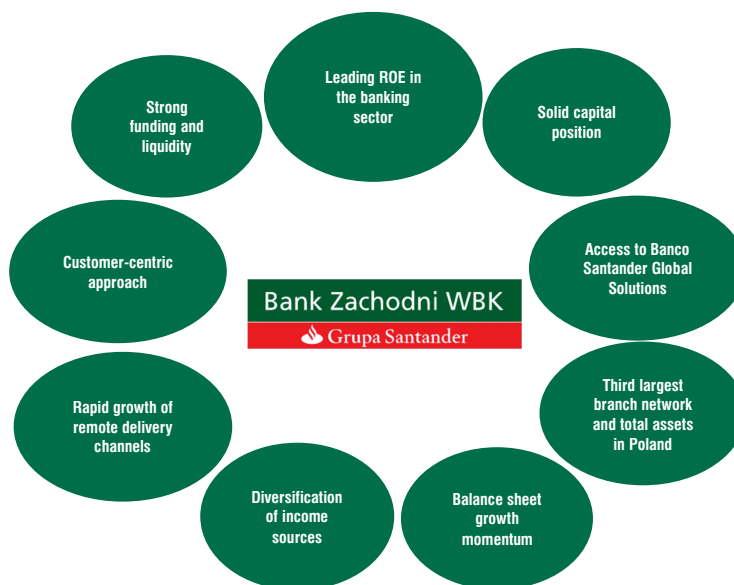 Leading ROE in
the banking
sector
Strong
funding and
liquidity
Solid capital
position
Customer-centric
approach
Access to Banco
Santander Global
Solutions
Bank Zachodni WBK
Grupa Santander
Rapid growth of
remote delivery
channels
Third largest
branch network
and total assets
in Poland
Diversification
of income
sources
Balance sheet
growth
momentum